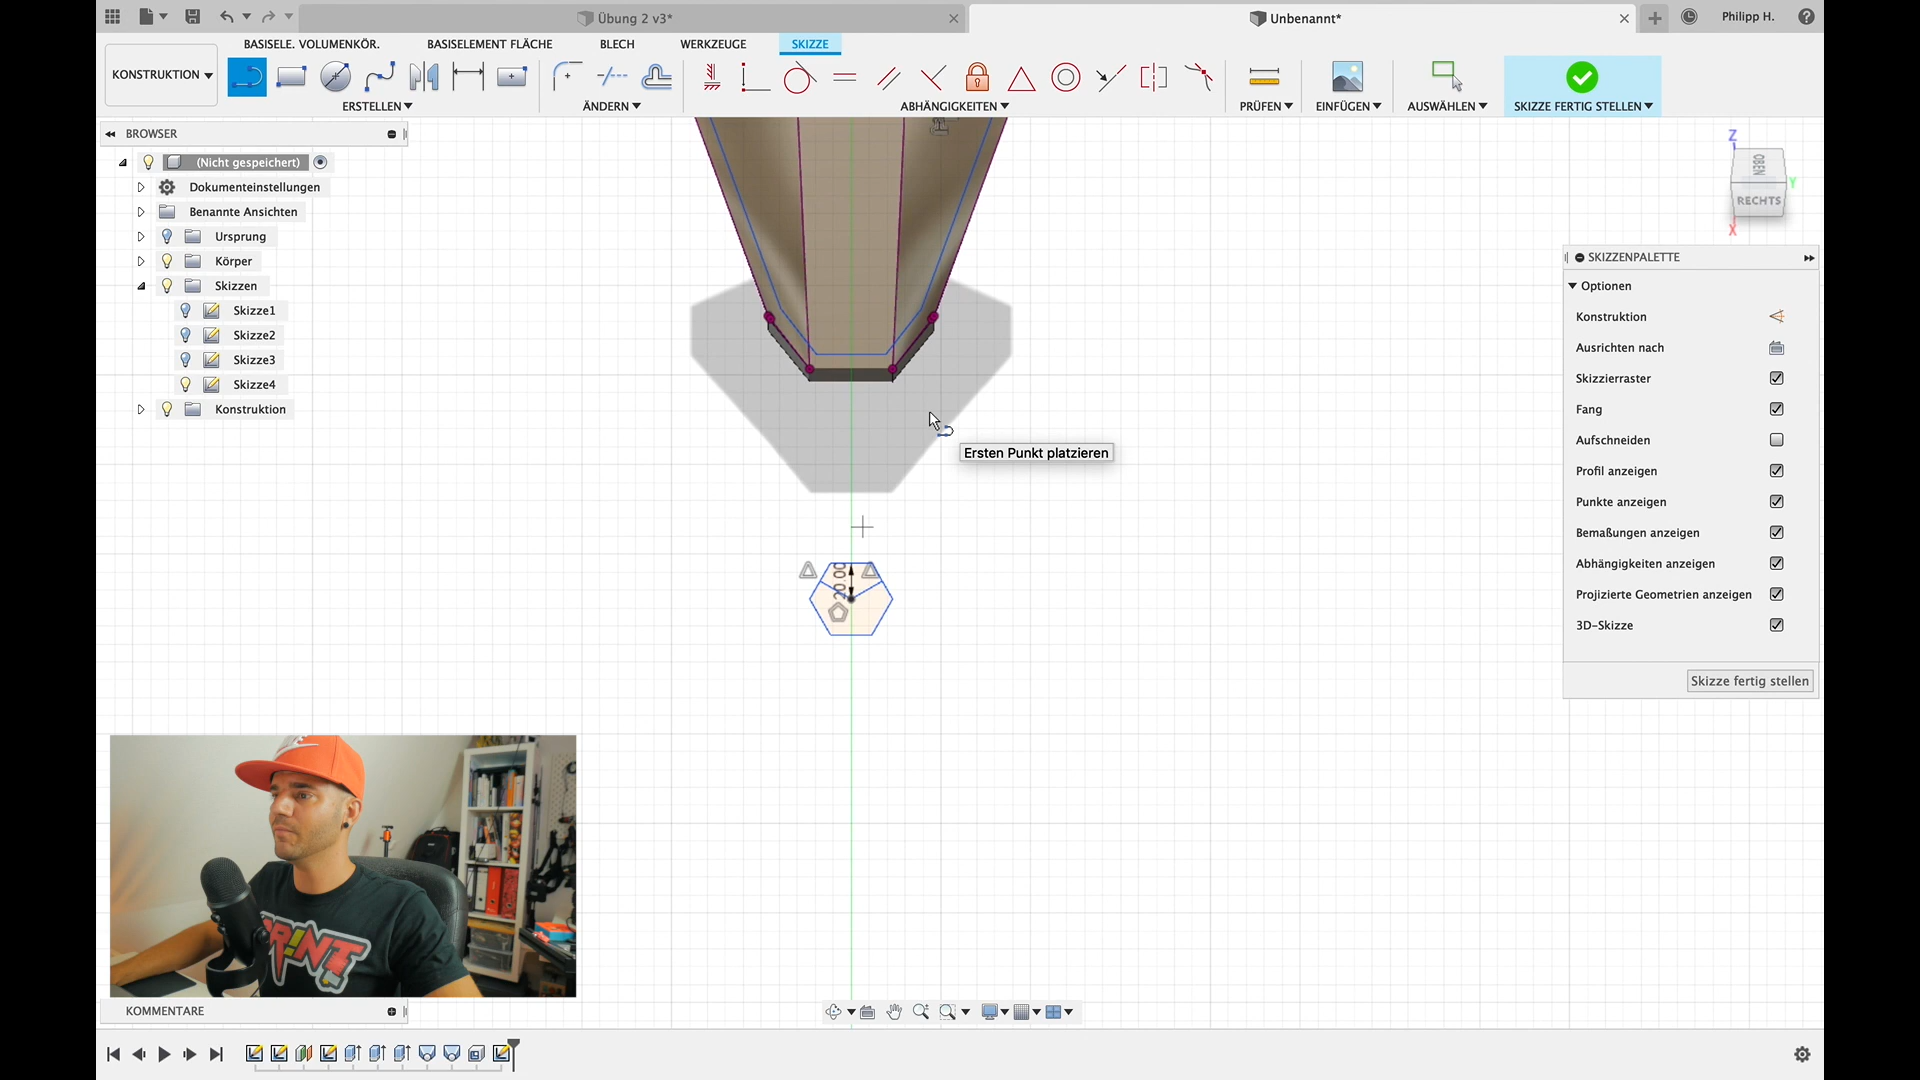 Übung 2 v3*
Unbenannt*
Philipp H.
BASISELE. VOLUMENKÖR.
BASISELEMENT FLÄCHE
BLECH
WERKZEUGE
SKIZZE
KONSTRUKTION
ERSTELLEN
ÄNDERN
ABHÄNGIGKEITEN
PRÜFEN
EINFÜGEN
AUSWÄHLEN
SKIZZE FERTIG STELLEN
BROWSER
(Nicht gespeichert)
Dokumenteinstellungen
Benannte Ansichten
Ursprung
Körper
Skizzen
Skizze1
Skizze2
Skizze3
Skizze4
Konstruktion
Z
OBEN
Y
RECHTS
X
SKIZZENPALETTE
Optionen
Konstruktion
Ausrichten nach
Skizzierraster
Fang
Aufschneiden
Profil anzeigen
Punkte anzeigen
Bemaßungen anzeigen
Abhängigkeiten anzeigen
Projizierte Geometrien anzeigen
3D-Skizze
Skizze fertig stellen
Ersten Punkt platzieren
20.00
KOMMENTARE